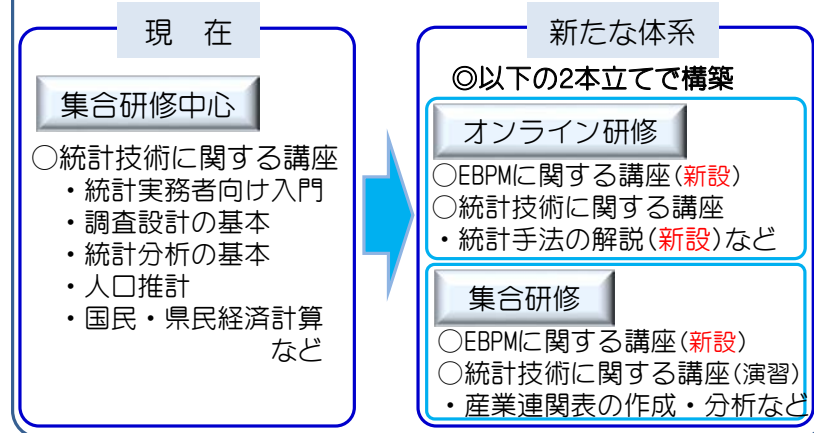 現　在
集合研修中心
○統計技術に関する講座
・統計実務者向け入門
・調査設計の基本
・統計分析の基本
・人口推計
・国民・県民経済計算
など
新たな体系
◎以下の2本立てで構築
オンライン研修
○EBPMに関する講座(新設)
○統計技術に関する講座
・統計手法の解説(新設)など
集合研修
○EBPMに関する講座(新設)
○統計技術に関する講座(演習)
・産業連関表の作成・分析など